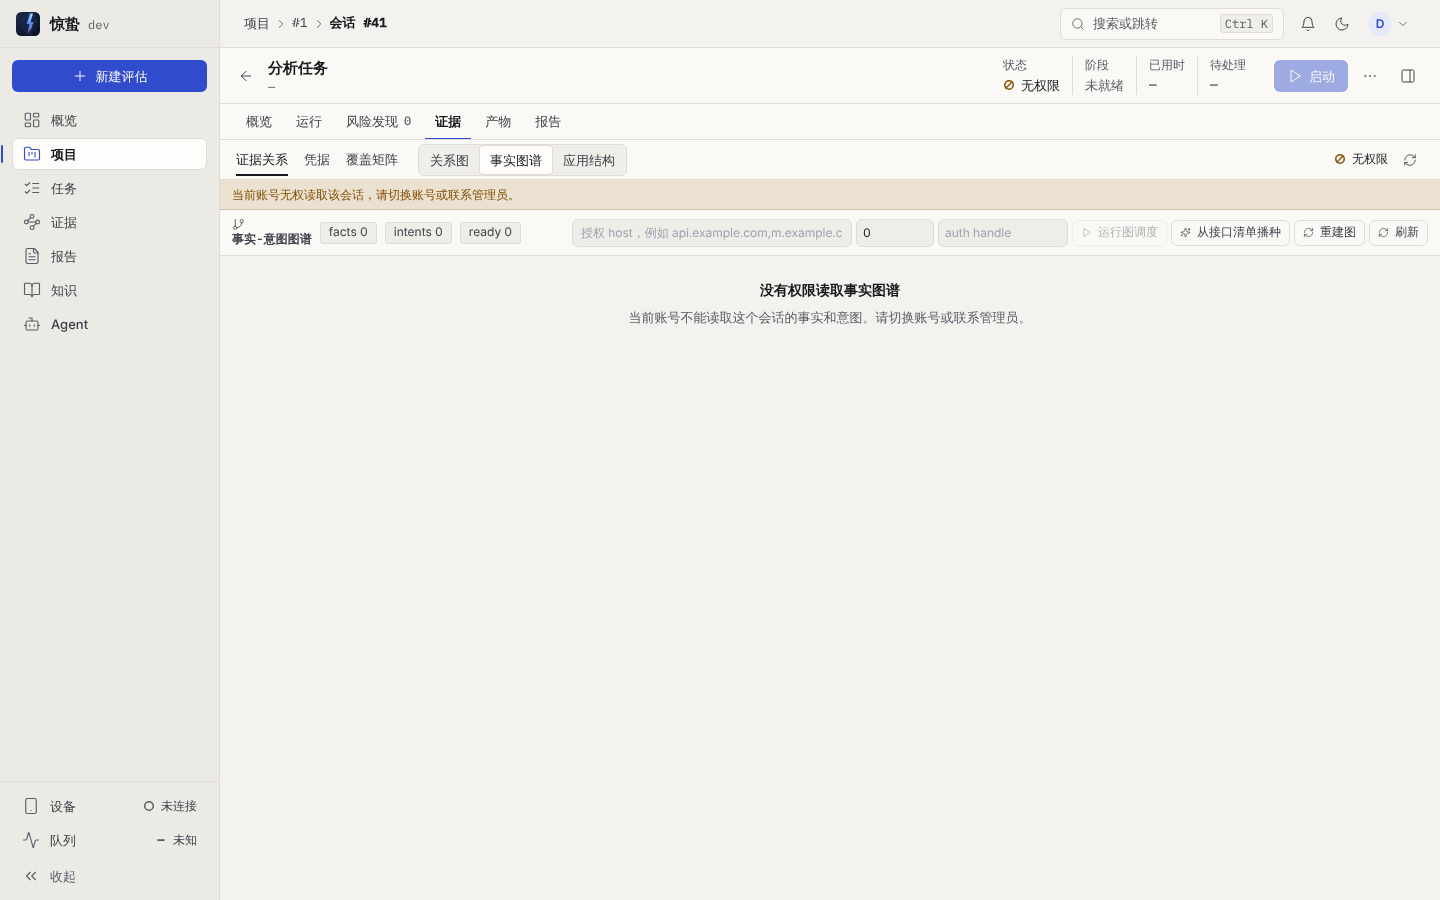 惊蛰 dev
项目 #1 会话 #41
搜索或跳转 Ctrl K
D
新建评估
概览
项目
任务
证据
报告
知识
Agent
设备 未连接
队列 — 未知
收起
分析任务
—
状态
无权限
阶段
未就绪
已用时
—
待处理
—
启动
概览 运行 风险发现 0 证据 产物 报告
证据关系 凭据 覆盖矩阵 关系图 事实图谱 应用结构 无权限
当前账号无权读取该会话，请切换账号或联系管理员。
事实-意图图谱 facts 0 intents 0 ready 0 授权 host，例如 api.example.com,m.example.c 0 auth handle 运行图调度 从接口清单播种 重建图 刷新
没有权限读取事实图谱
当前账号不能读取这个会话的事实和意图。请切换账号或联系管理员。